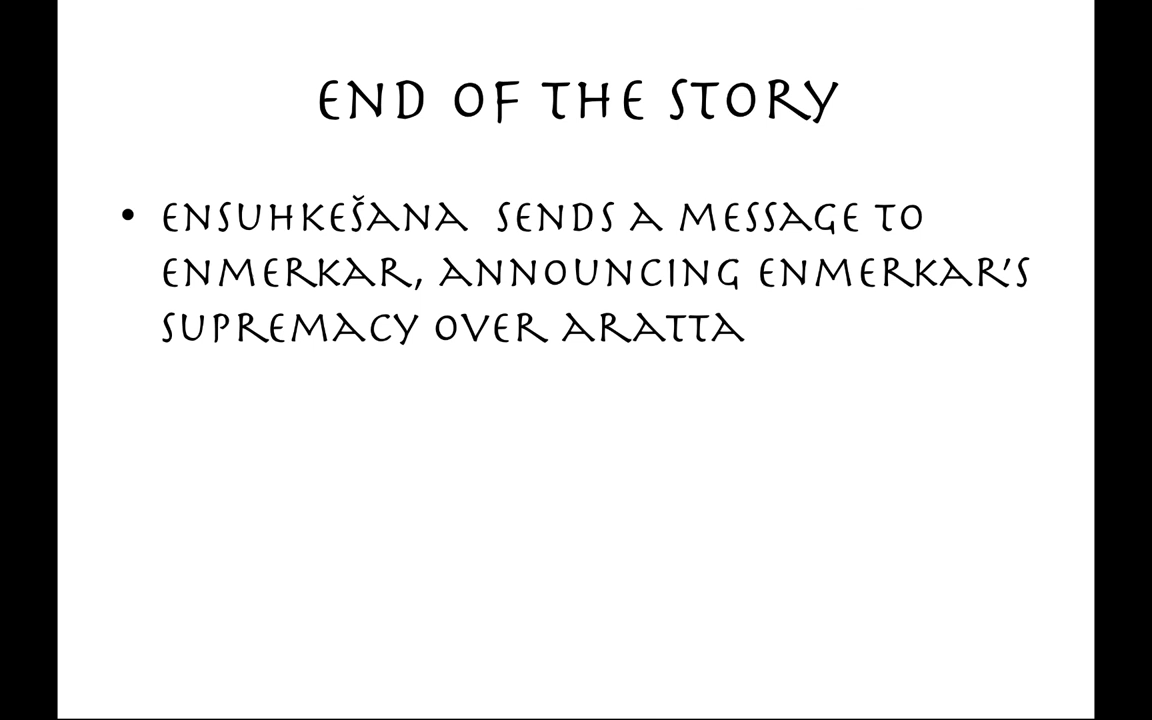 END OF THE STORY
• ENSUHKEŠANA SENDS A MESSAGE TO
ENMERKAR, ANNOUNCING ENMERKAR'S
SUPREMACY OVER ARATTA